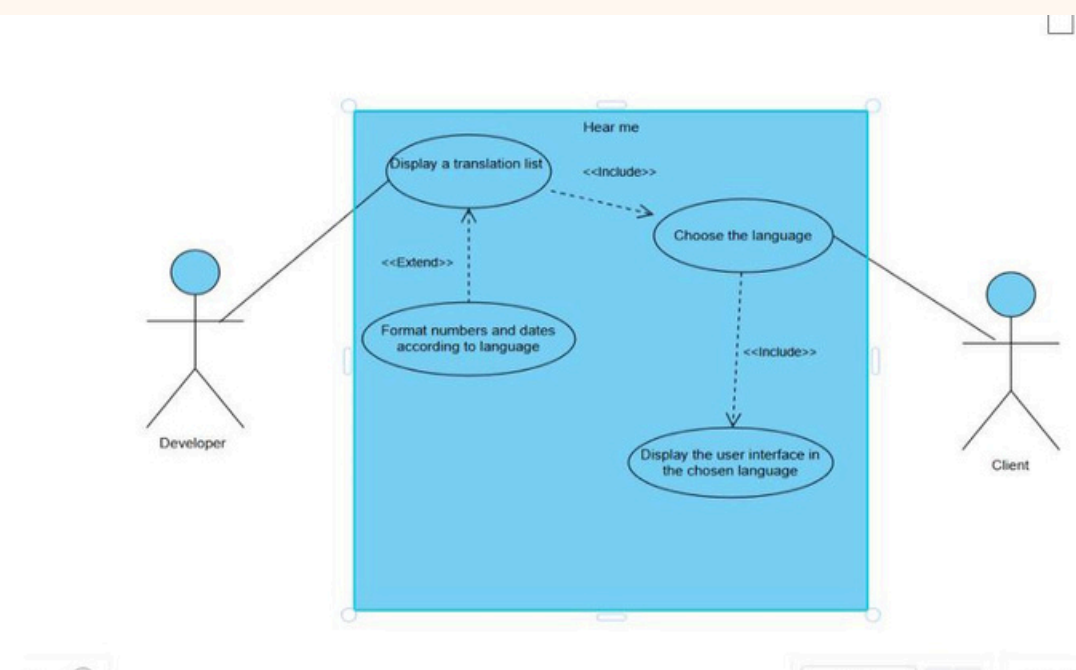 Hear me
Display a translation list
<<Include>>
Choose the language
<<Extend>>
Format numbers and dates
according to language
<<Include>>
Developer
Display the user interface in
the chosen language
Client